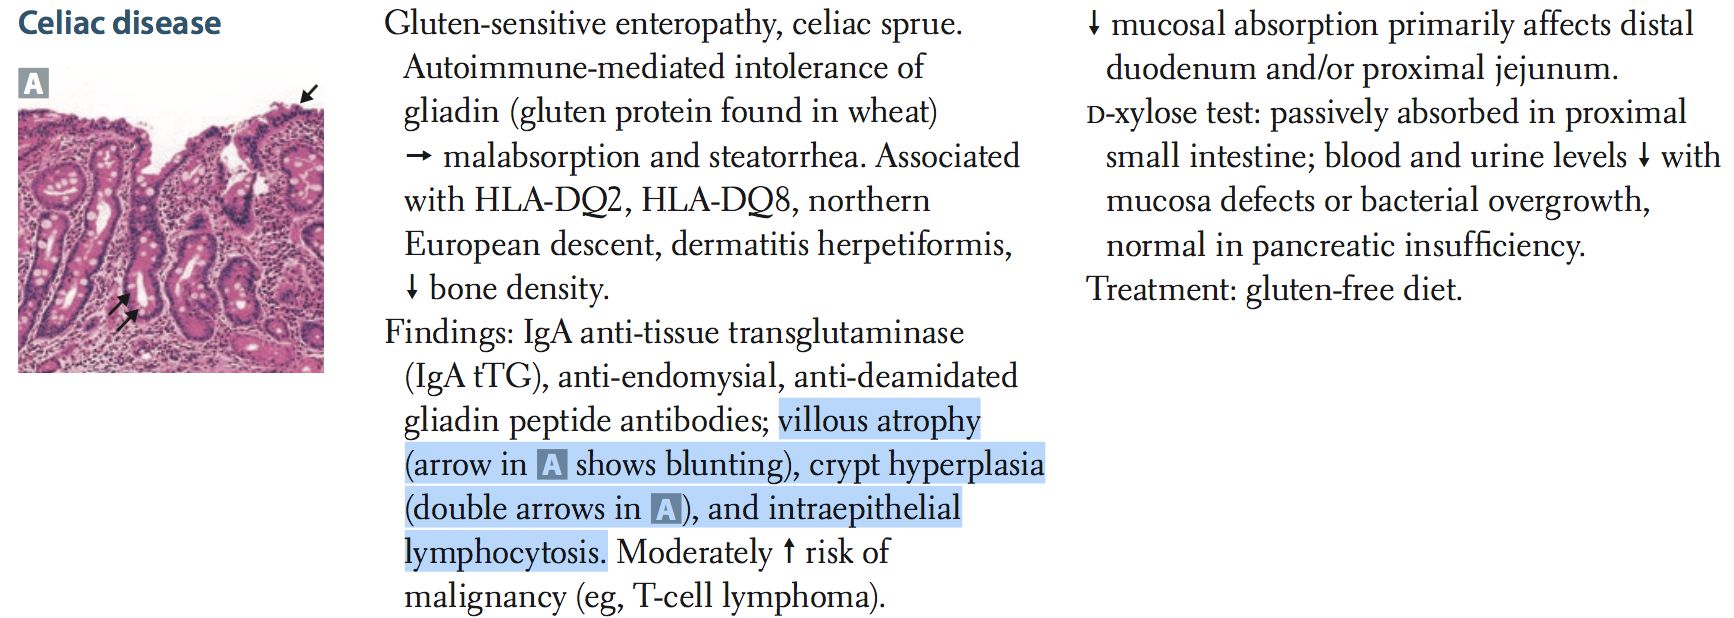 Celiac disease
A
Gluten-sensitive enteropathy, celiac sprue.
Autoimmune-mediated intolerance of
gliadin (gluten protein found in wheat)
→ malabsorption and steatorrhea. Associated
with HLA-DQ2, HLA-DQ8, northern
European descent, dermatitis herpetiformis,
↓ bone density.
Findings: IgA anti-tissue transglutaminase
(IgA tTG), anti-endomysial, anti-deamidated
gliadin peptide antibodies; villous atrophy
(arrow in A shows blunting), crypt hyperplasia
(double arrows in A), and intraepithelial
lymphocytosis. Moderately ↑ risk of
malignancy (eg, T-cell lymphoma).
↓ mucosal absorption primarily affects distal
duodenum and/or proximal jejunum.
D-xylose test: passively absorbed in proximal
small intestine; blood and urine levels ↓ with
mucosa defects or bacterial overgrowth,
normal in pancreatic insufficiency.
Treatment: gluten-free diet.